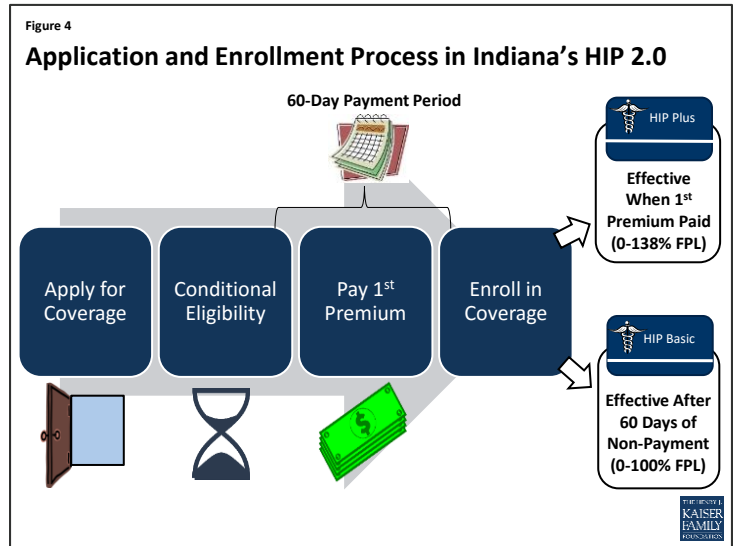 Figure 4
Application and Enrollment Process in Indiana’s HIP 2.0
60-Day Payment Period
Apply for
Coverage
Conditional
Eligibility
Pay 1st
Premium
Enroll in
Coverage
HIP Plus
Effective
When 1st
Premium Paid
(0-138% FPL)
HIP Basic
Effective After
60 Days of
Non-Payment
(0-100% FPL)
THE HENRY J.
KAISER
FAMILY
FOUNDATION